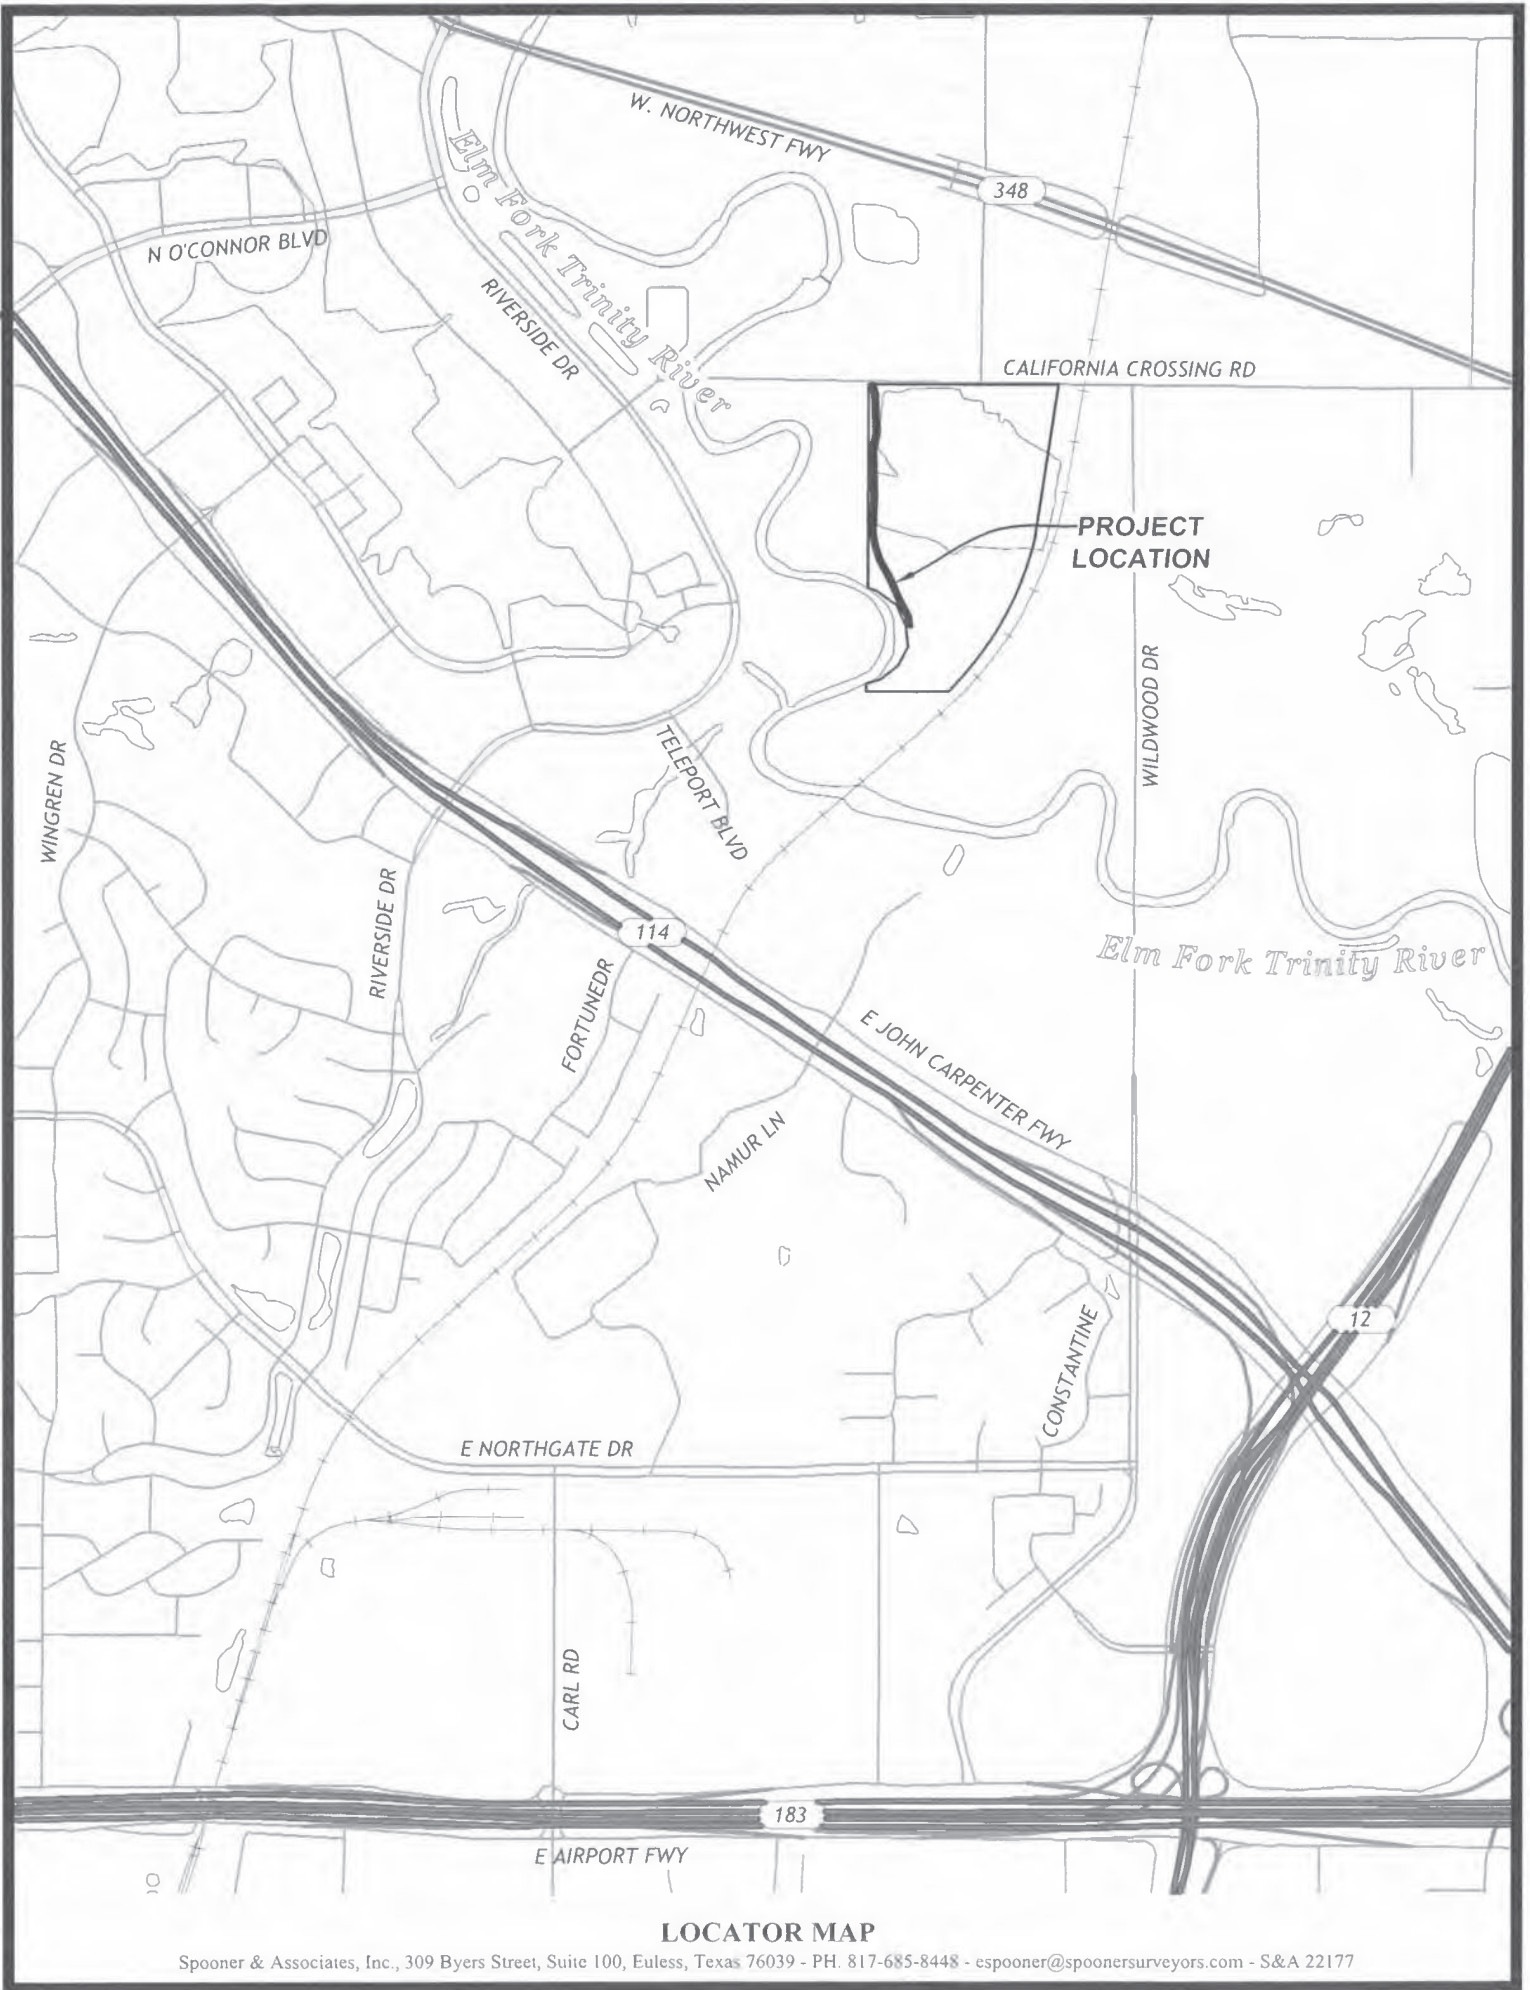 W. NORTHWEST FWY
348
Elm Fork Trinity River
N O'CONNOR BLVD
RIVERSIDE DR
CALIFORNIA CROSSING RD
PROJECT
LOCATION
WILDWOOD DR
TELEPORT BLVD
WINGREN DR
RIVERSIDE DR
114
Elm Fork Trinity River
FORTUNEDR
E JOHN CARPENTER FWY
NAMUR LN
12
CONSTANTINE
E NORTHGATE DR
CARL RD
183
E AIRPORT FWY
LOCATOR MAP
Spooner & Associates, Inc., 309 Byers Street, Suite 100, Euless, Texas 76039 - PH. 817-685-8448 - espooner@spoonersurveyors.com - S&A 22177